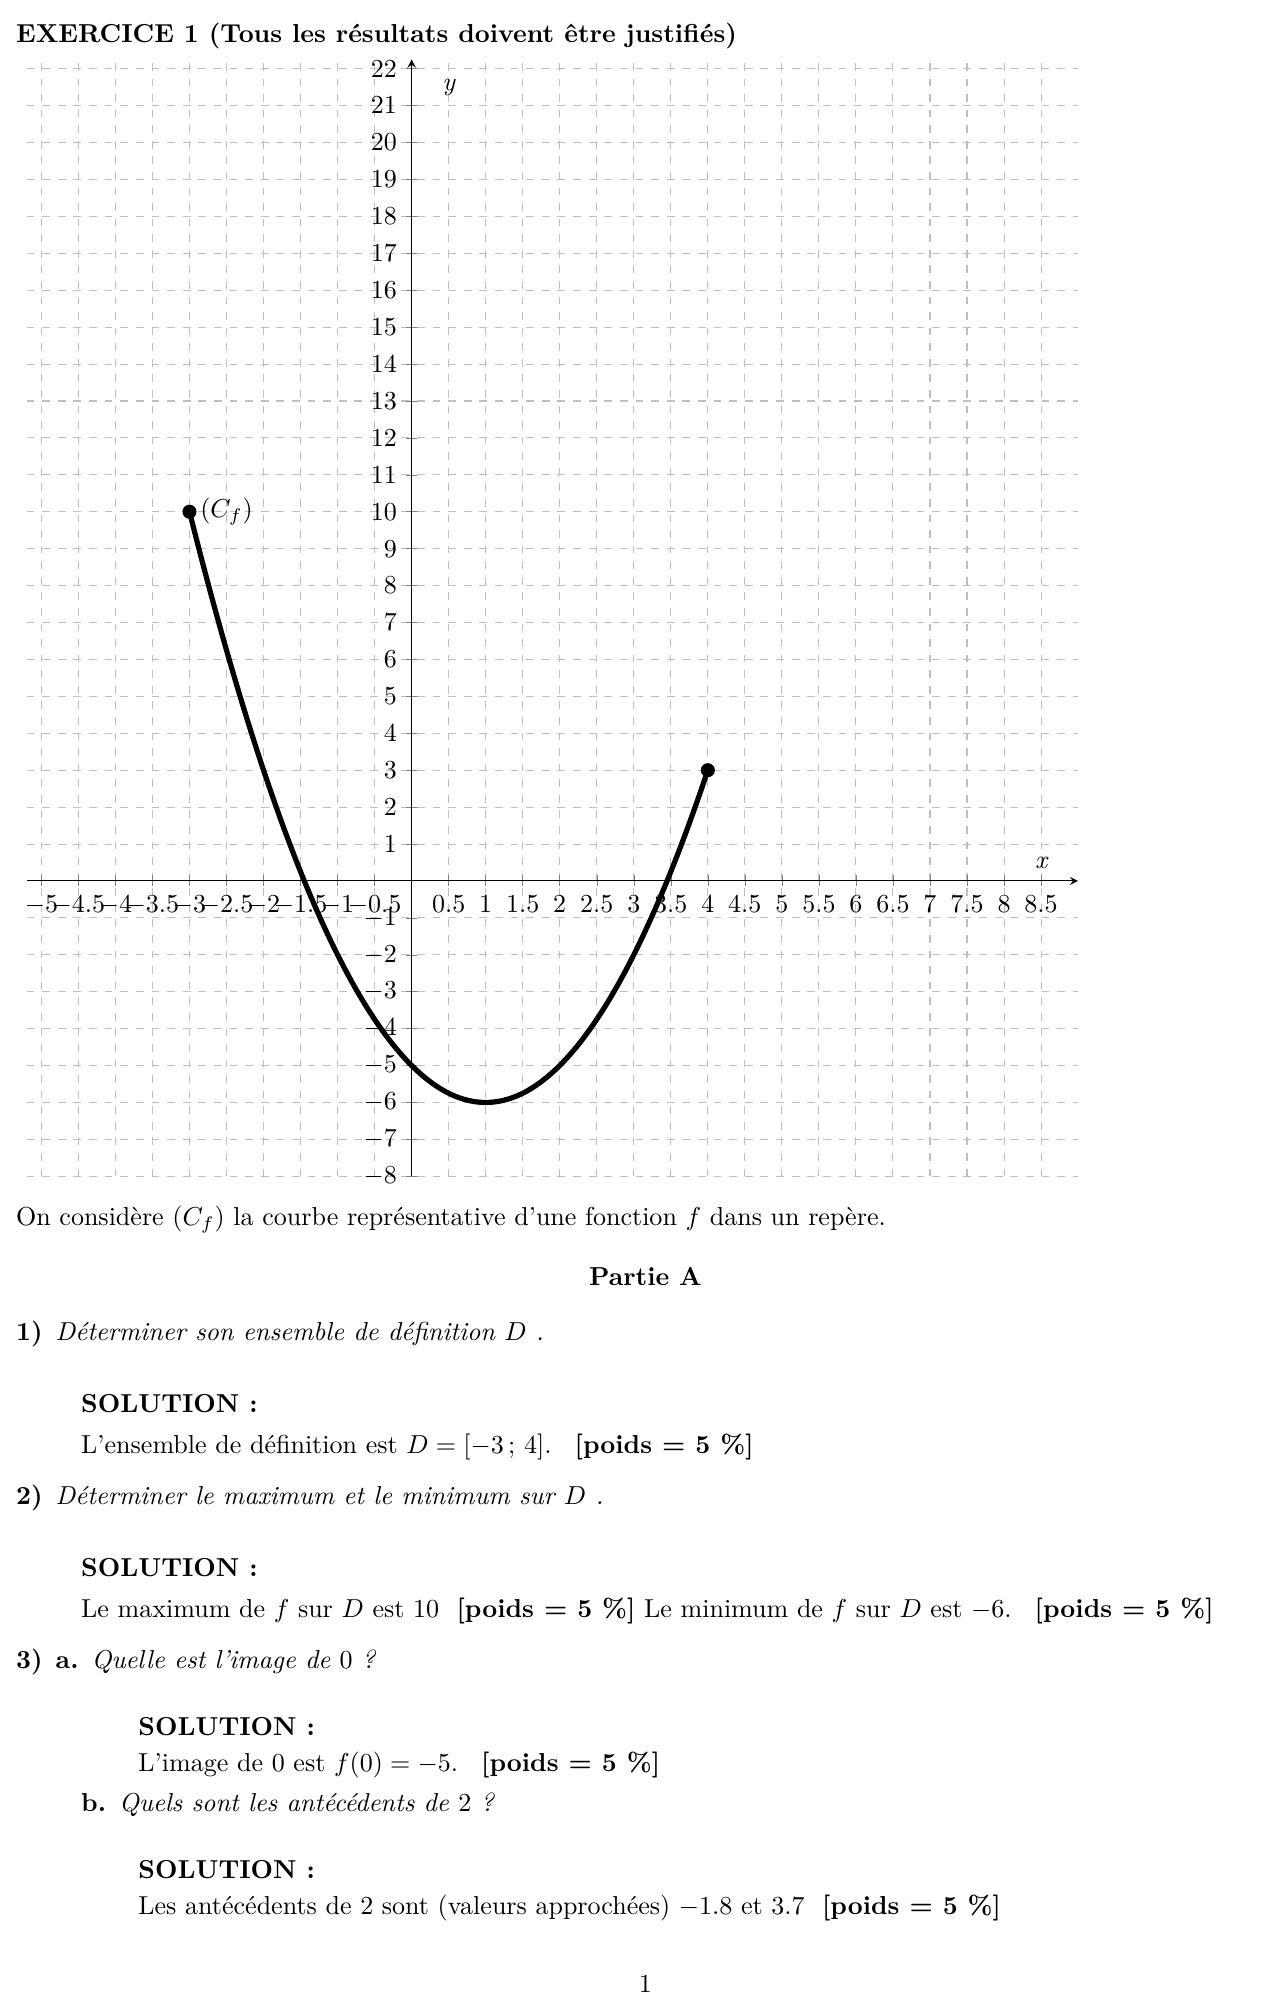 EXERCICE 1 (Tous les résultats doivent être justifiés)
22
y
21
20
19
18
17
16
15
14
13
12
11
(C_f) 10
9
8
7
6
5
4
3
2
1
x
−5 −4.5 −4 −3.5 −3 −2.5 −2 −1.5 −1 −0.5 0.5 1 1.5 2 2.5 3 3.5 4 4.5 5 5.5 6 6.5 7 7.5 8 8.5
−1
−2
−3
−4
−5
−6
−7
−8
On considère (C_f) la courbe représentative d'une fonction f dans un repère.
Partie A
1) Déterminer son ensemble de définition D .
SOLUTION :
L'ensemble de définition est D = [−3 ; 4]. [poids = 5 %]
2) Déterminer le maximum et le minimum sur D .
SOLUTION :
Le maximum de f sur D est 10 [poids = 5 %] Le minimum de f sur D est −6. [poids = 5 %]
3) a. Quelle est l'image de 0 ?
SOLUTION :
L'image de 0 est f(0) = −5. [poids = 5 %]
b. Quels sont les antécédents de 2 ?
SOLUTION :
Les antécédents de 2 sont (valeurs approchées) −1.8 et 3.7 [poids = 5 %]
1